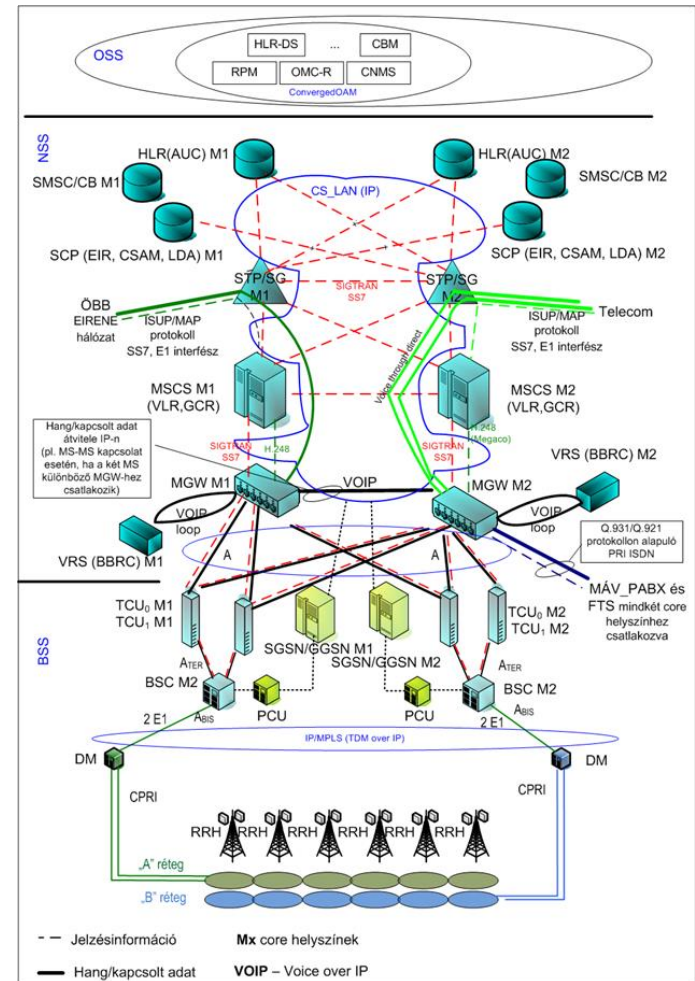 OSS
HLR-DS
...
CBM
RPM
OMC-R
CNMS
ConvergedOAM
NSS
HLR(AUC) M1
HLR(AUC) M2
SMSC/CB M1
SMSC/CB M2
CS_LAN (IP)
SCP (EIR, CSAM, LDA) M1
SCP (EIR, CSAM, LDA) M2
STP/SG
M1
STP/SG
M2
SIGTRAN
SS7
ÖBB
EIRENE
hálózat
ISUP/MAP
protokoll
SS7, E1 interfész
Telecom
ISUP/MAP
protokoll
SS7, E1 interfész
Voice through direct
MSCS M1
(VLR,GCR)
MSCS M2
(VLR,GCR)
Hang/kapcsolt adat
átvitele IP-n
(pl. MS-MS kapcsolat
esetén, ha a két MS
különböző MGW-hez
csatlakozik)
SIGTRAN
SS7
H.248
SIGTRAN
SS7
H.248
(Megaco)
MGW M1
VOIP
MGW M2
VRS (BBRC) M2
VOIP
loop
VOIP
loop
VRS (BBRC) M1
A
A
Q.931/Q.921
protokollon alapuló
PRI ISDN
MÁV_PABX és
FTS mindkét core
helyszínhez
csatlakozva
BSS
TCU0 M1
TCU1 M1
TCU0 M2
TCU1 M2
SGSN/GGSN M1
SGSN/GGSN M2
ATER
ATER
BSC M2
BSC M2
PCU
PCU
ABIS
2 E1
ABIS
2 E1
IP/MPLS (TDM over IP)
DM
DM
CPRI
CPRI
RRH
RRH
RRH
RRH
RRH
RRH
„A” réteg
„B” réteg
Jelzésinformáció
Mx core helyszínek
Hang/kapcsolt adat
VOIP – Voice over IP